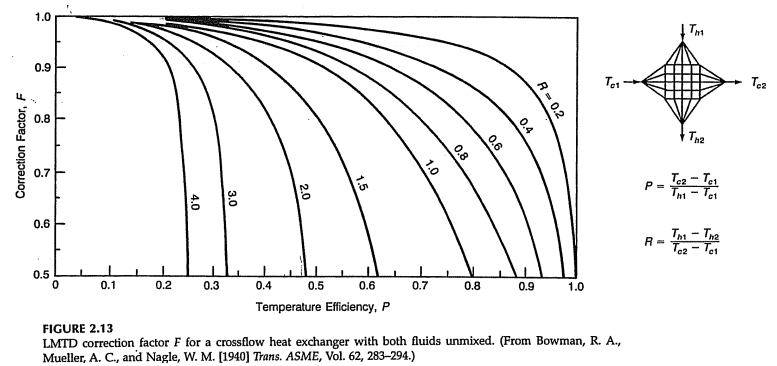 1.0
0.9
0.8
0.7
0.6
0.5
Correction Factor, F
0 0.1 0.2 0.3 0.4 0.5 0.6 0.7 0.8 0.9 1.0
Temperature Efficiency, P
4.0
3.0
2.0
1.5
1.0
0.8
0.6
0.4
R = 0.2
Th1
Tc1
Tc2
Th2
P = Tc2 − Tc1 / Th1 − Tc1
R = Th1 − Th2 / Tc2 − Tc1
FIGURE 2.13
LMTD correction factor F for a crossflow heat exchanger with both fluids unmixed. (From Bowman, R. A.,
Mueller, A. C., and Nagle, W. M. [1940] Trans. ASME, Vol. 62, 283–294.)